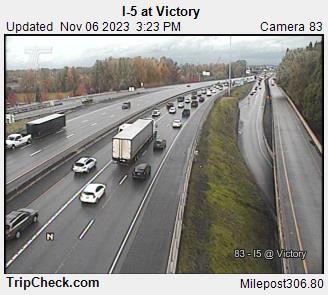 I-5 at Victory
Updated Nov 06 2023 3:23 PM Camera 83
N
83 - I5 @ Victory
TripCheck.com Milepost306.80